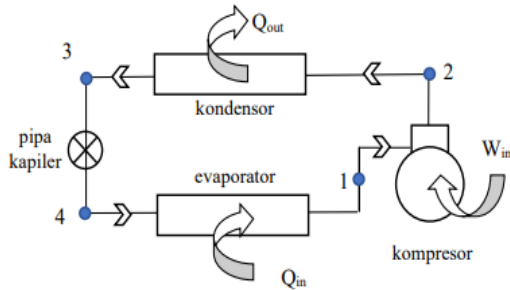 Qout
3
2
kondensor
pipa
kapiler
evaporator
1
Win
4
kompresor
Qin